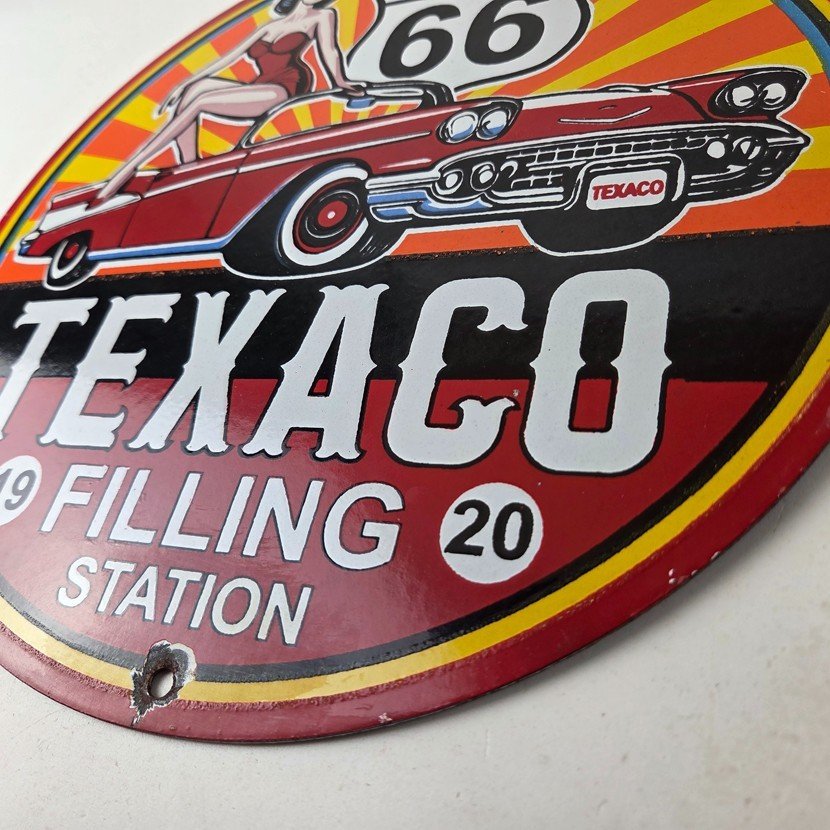 66
TEXACO
TEXACO
19 FILLING 20
STATION